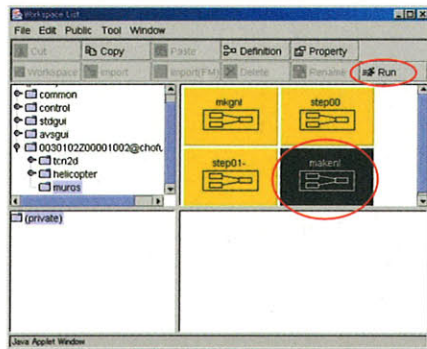 Workspace List
File Edit Public Tool Window
Cut Copy Paste Definition Property
Workspace Import Import(FM) Delete Rename Run
common
control
stdgui
avsgui
0030102Z00001002@chofu
tcn2d
helicopter
muros
mkgnl step00
step01- makenl
(private)
Java Applet Window